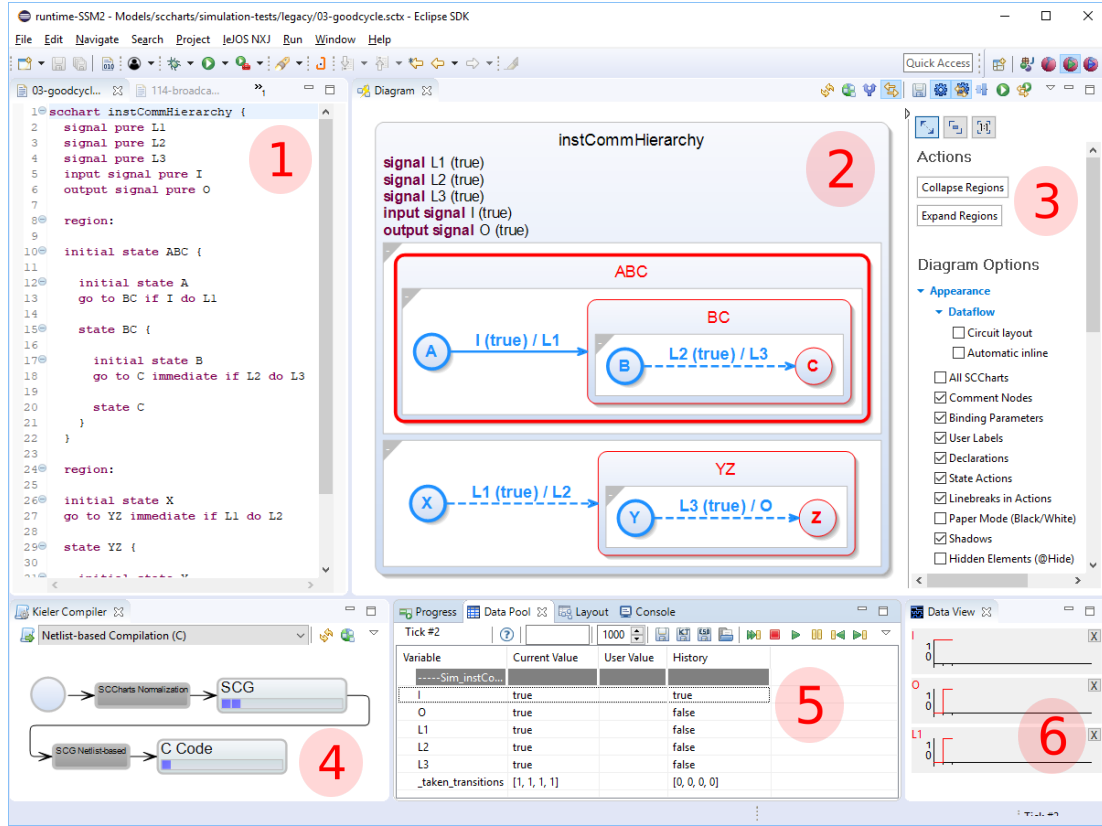 runtime-SSM2 - Models/sccharts/simulation-tests/legacy/03-goodcycle.sctx - Eclipse SDK
File Edit Navigate Search Project leJOS NXJ Run Window Help
Quick Access
03-goodcycl... 114-broadca... 1
1 scchart instCommHierarchy {
2 signal pure L1
3 signal pure L2
4 signal pure L3
5 input signal pure I
6 output signal pure O
7
8 region:
9
10 initial state ABC {
11
12 initial state A
13 go to BC if I do L1
14
15 state BC {
16
17 initial state B
18 go to C immediate if L2 do L3
19
20 state C
21 }
22 }
23
24 region:
25
26 initial state X
27 go to YZ immediate if L1 do L2
28
29 state YZ {
30
1
Diagram
instCommHierarchy
signal L1 (true)
signal L2 (true)
signal L3 (true)
input signal I (true)
output signal O (true)
2
ABC
A
I (true) / L1
BC
B
L2 (true) / L3
C
X
L1 (true) / L2
YZ
Y
L3 (true) / O
Z
Actions
Collapse Regions
Expand Regions
3
Diagram Options
Appearance
Dataflow
Circuit layout
Automatic inline
All SCCharts
Comment Nodes
Binding Parameters
User Labels
Declarations
State Actions
Linebreaks in Actions
Paper Mode (Black/White)
Shadows
Hidden Elements (@Hide)
Kieler Compiler
Netlist-based Compilation (C)
SCCharts Normalization
SCG
SCG Netlist-based
C Code
4
Progress Data Pool Layout Console
Tick #2 1000
Variable Current Value User Value History
-----Sim_instCo...
I true true
O true false
L1 true false
L2 true false
L3 true false
_taken_transitions [1, 1, 1, 1] [0, 0, 0, 0]
5
Data View
I
1
0
X
O
1
0
X
L1
1
0
X
6